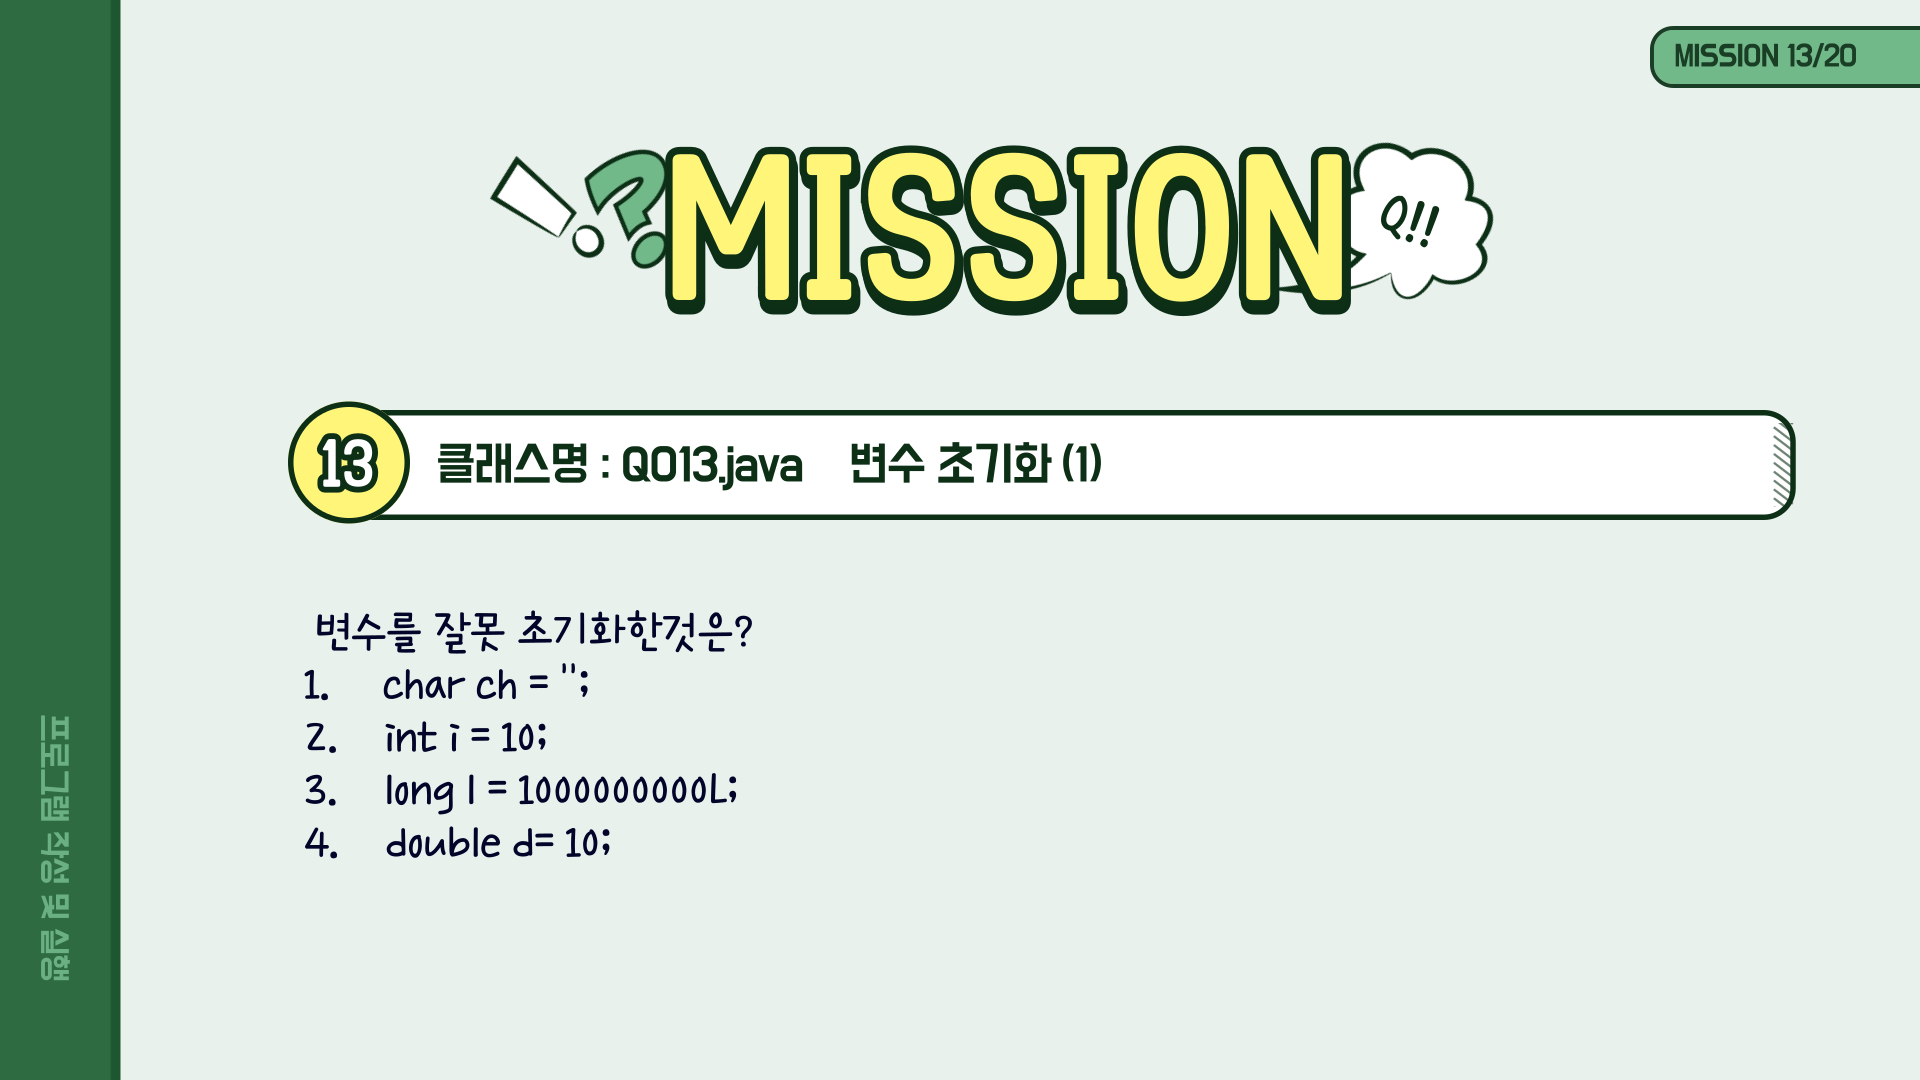 MISSION 13/20
!?MISSION
Q!!
13 클래스명 : Q013.java 변수 초기화 (1)
변수를 잘못 초기화한것은?
1. char ch = '';
2. int i = 10;
3. long l = 1000000000L;
4. double d= 10;
프로그램 작성 및 실행